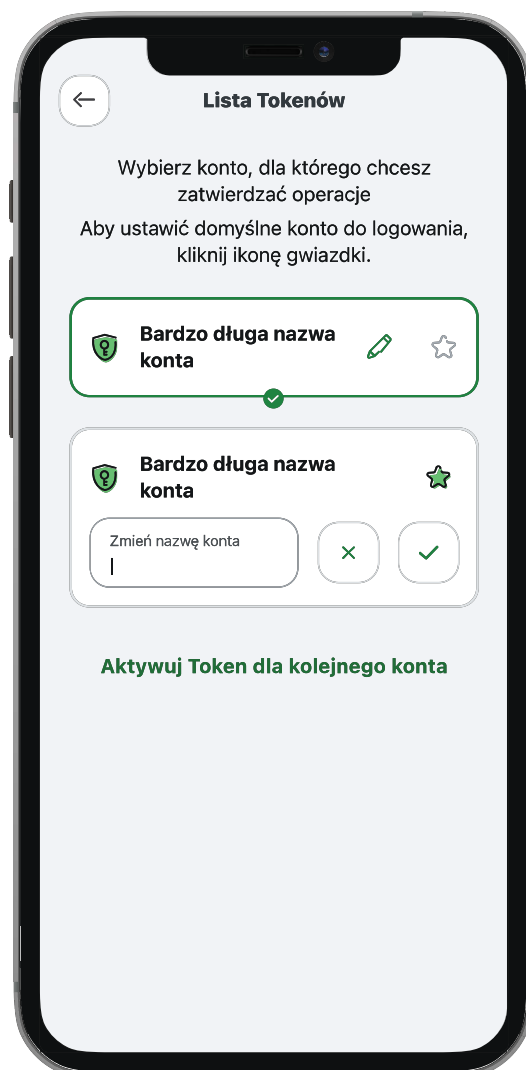 Lista Tokenów
Wybierz konto, dla którego chcesz
zatwierdzać operacje
Aby ustawić domyślne konto do logowania,
kliknij ikonę gwiazdki.
Bardzo długa nazwa
konta
Bardzo długa nazwa
konta
Zmień nazwę konta
Aktywuj Token dla kolejnego konta